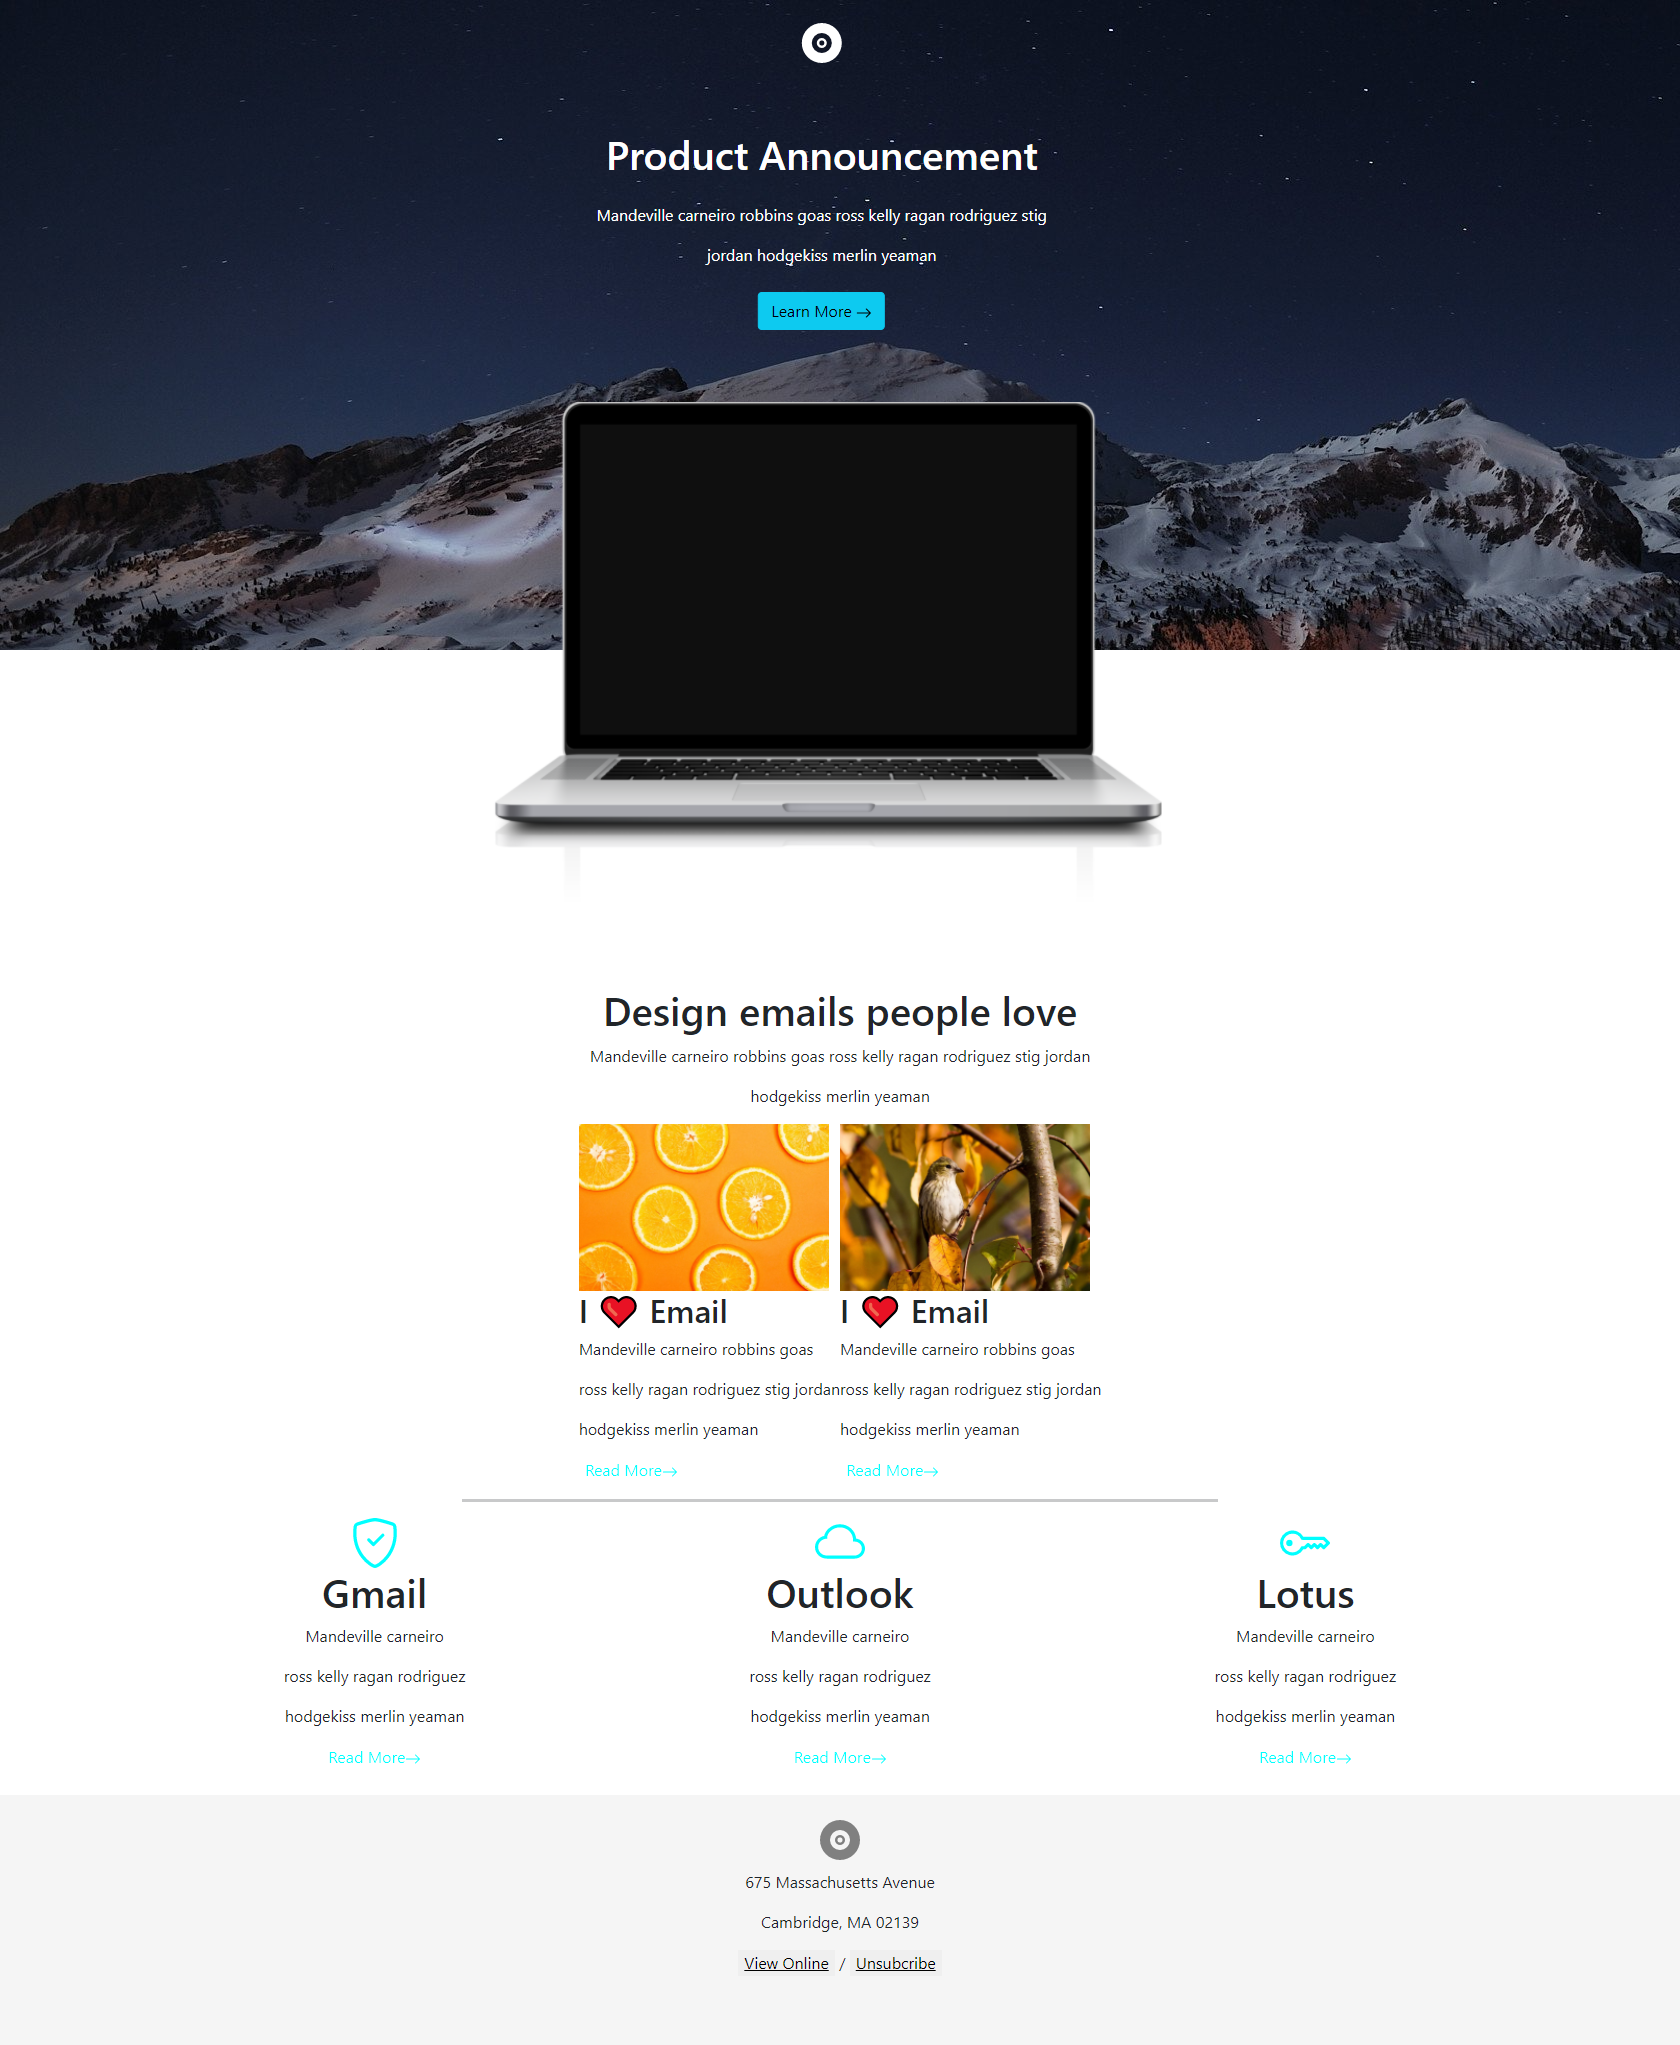 Product Announcement
Mandeville carneiro robbins goas ross kelly ragan rodriguez stig
jordan hodgekiss merlin yeaman
Learn More →
Design emails people love
Mandeville carneiro robbins goas ross kelly ragan rodriguez stig jordan
hodgekiss merlin yeaman
I ❤️ Email
Mandeville carneiro robbins goas
ross kelly ragan rodriguez stig jordan
hodgekiss merlin yeaman
Read More→
I ❤️ Email
Mandeville carneiro robbins goas
ross kelly ragan rodriguez stig jordan
hodgekiss merlin yeaman
Read More→
Gmail
Mandeville carneiro
ross kelly ragan rodriguez
hodgekiss merlin yeaman
Read More→
Outlook
Mandeville carneiro
ross kelly ragan rodriguez
hodgekiss merlin yeaman
Read More→
Lotus
Mandeville carneiro
ross kelly ragan rodriguez
hodgekiss merlin yeaman
Read More→
675 Massachusetts Avenue
Cambridge, MA 02139
View Online / Unsubcribe